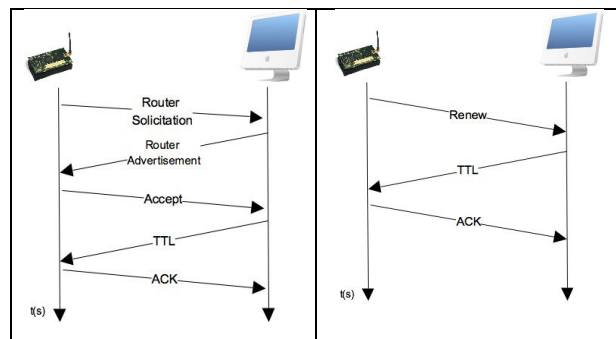 Router
Solicitation
Router
Advertisement
Accept
TTL
ACK
t(s)
Renew
TTL
ACK
t(s)